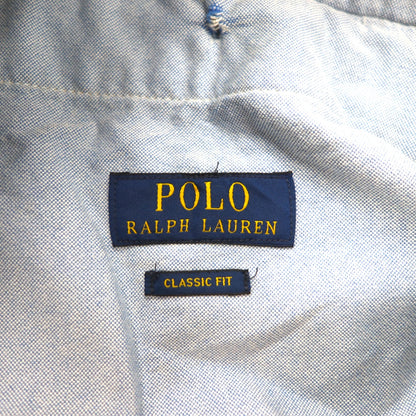 POLO
RALPH LAUREN
CLASSIC FIT